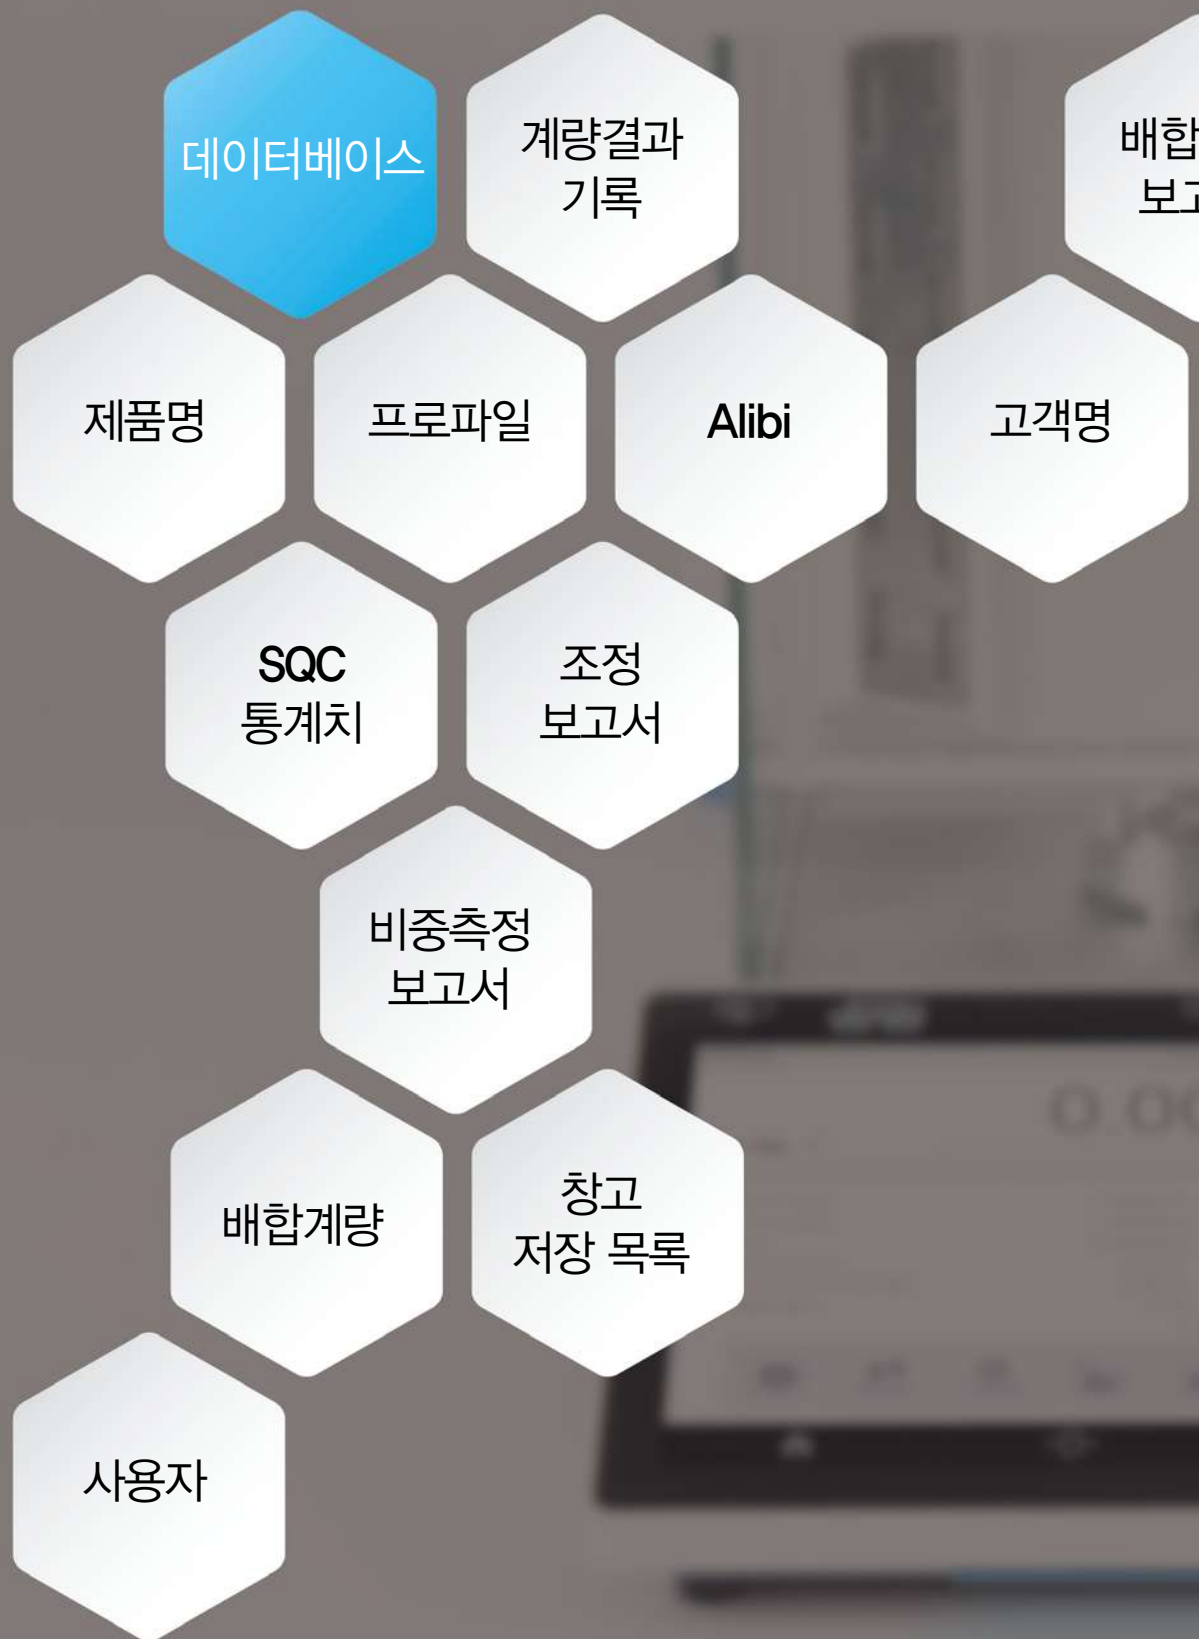 데이터베이스
계량결과
기록
배합
제품명
프로파일
Alibi
고객명
SQC
통계치
조정
보고서
비중측정
보고서
배합계량
창고
저장 목록
사용자